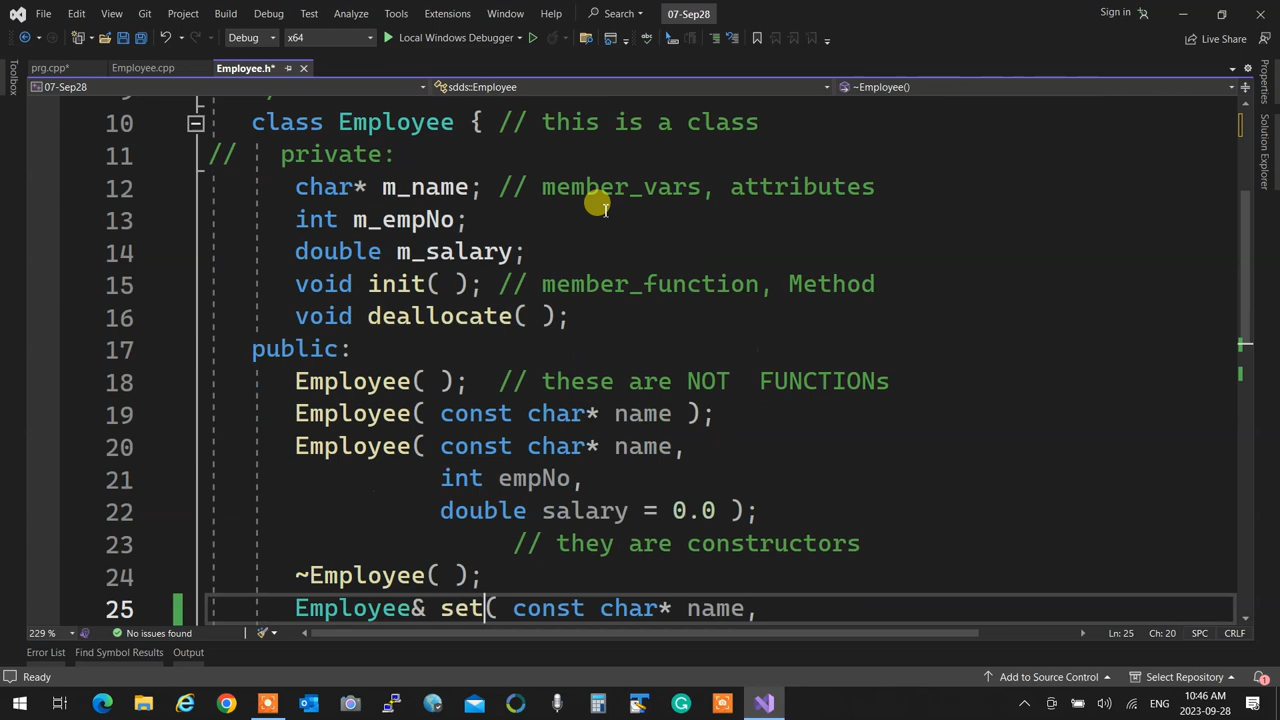 File Edit View Git Project Build Debug Test Analyze Tools Extensions Window Help Search 07-Sep28 Sign in
Debug x64 Local Windows Debugger Live Share
prg.cpp* Employee.cpp Employee.h*
07-Sep28 sdds::Employee ~Employee()
Toolbox
Properties
Solution Explorer
10 class Employee { // this is a class
11 // private:
12 char* m_name; // member_vars, attributes
13 int m_empNo;
14 double m_salary;
15 void init( ); // member_function, Method
16 void deallocate( );
17 public:
18 Employee( ); // these are NOT FUNCTIONs
19 Employee( const char* name );
20 Employee( const char* name,
21 int empNo,
22 double salary = 0.0 );
23 // they are constructors
24 ~Employee( );
25 Employee& set( const char* name,
229 % No issues found Ln: 25 Ch: 20 SPC CRLF
Error List Find Symbol Results Output
Ready Add to Source Control Select Repository 1
ENG 10:46 AM
2023-09-28